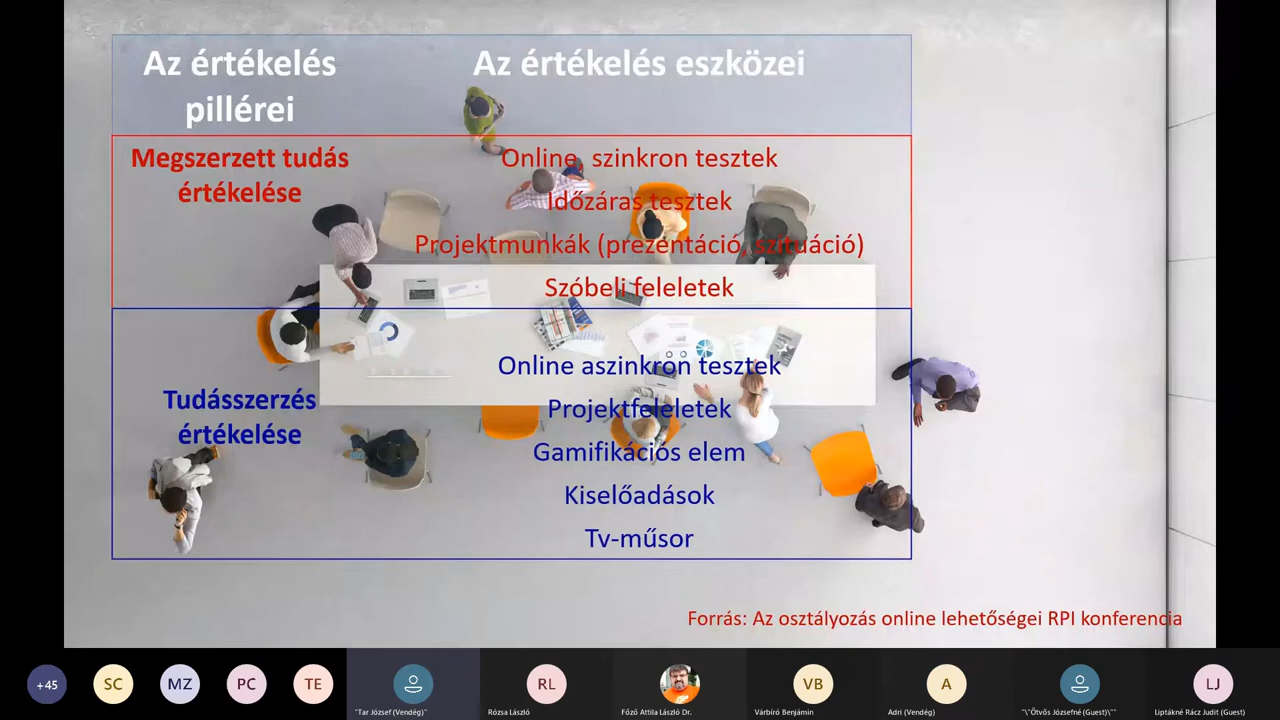 Az értékelés
pillérei
Az értékelés eszközei
Megszerzett tudás
értékelése
Online, szinkron tesztek
Időzáras tesztek
Projektmunkák (prezentáció, szituáció)
Szóbeli feleletek
Tudásszerzés
értékelése
Online aszinkron tesztek
Projektfeleletek
Gamifikációs elem
Kiselőadások
Tv-műsor
Forrás: Az osztályozás online lehetőségei RPI konferencia
+45
SC
MZ
PC
TE
RL
VB
A
LJ
"Tar József (Vendég)"
Rózsa László
Főző Attila László Dr.
Várbíró Benjámin
Adri (Vendég)
"\"Ötvös Józsefné (Guest)\""
Liptákné Rácz Judit (Guest)